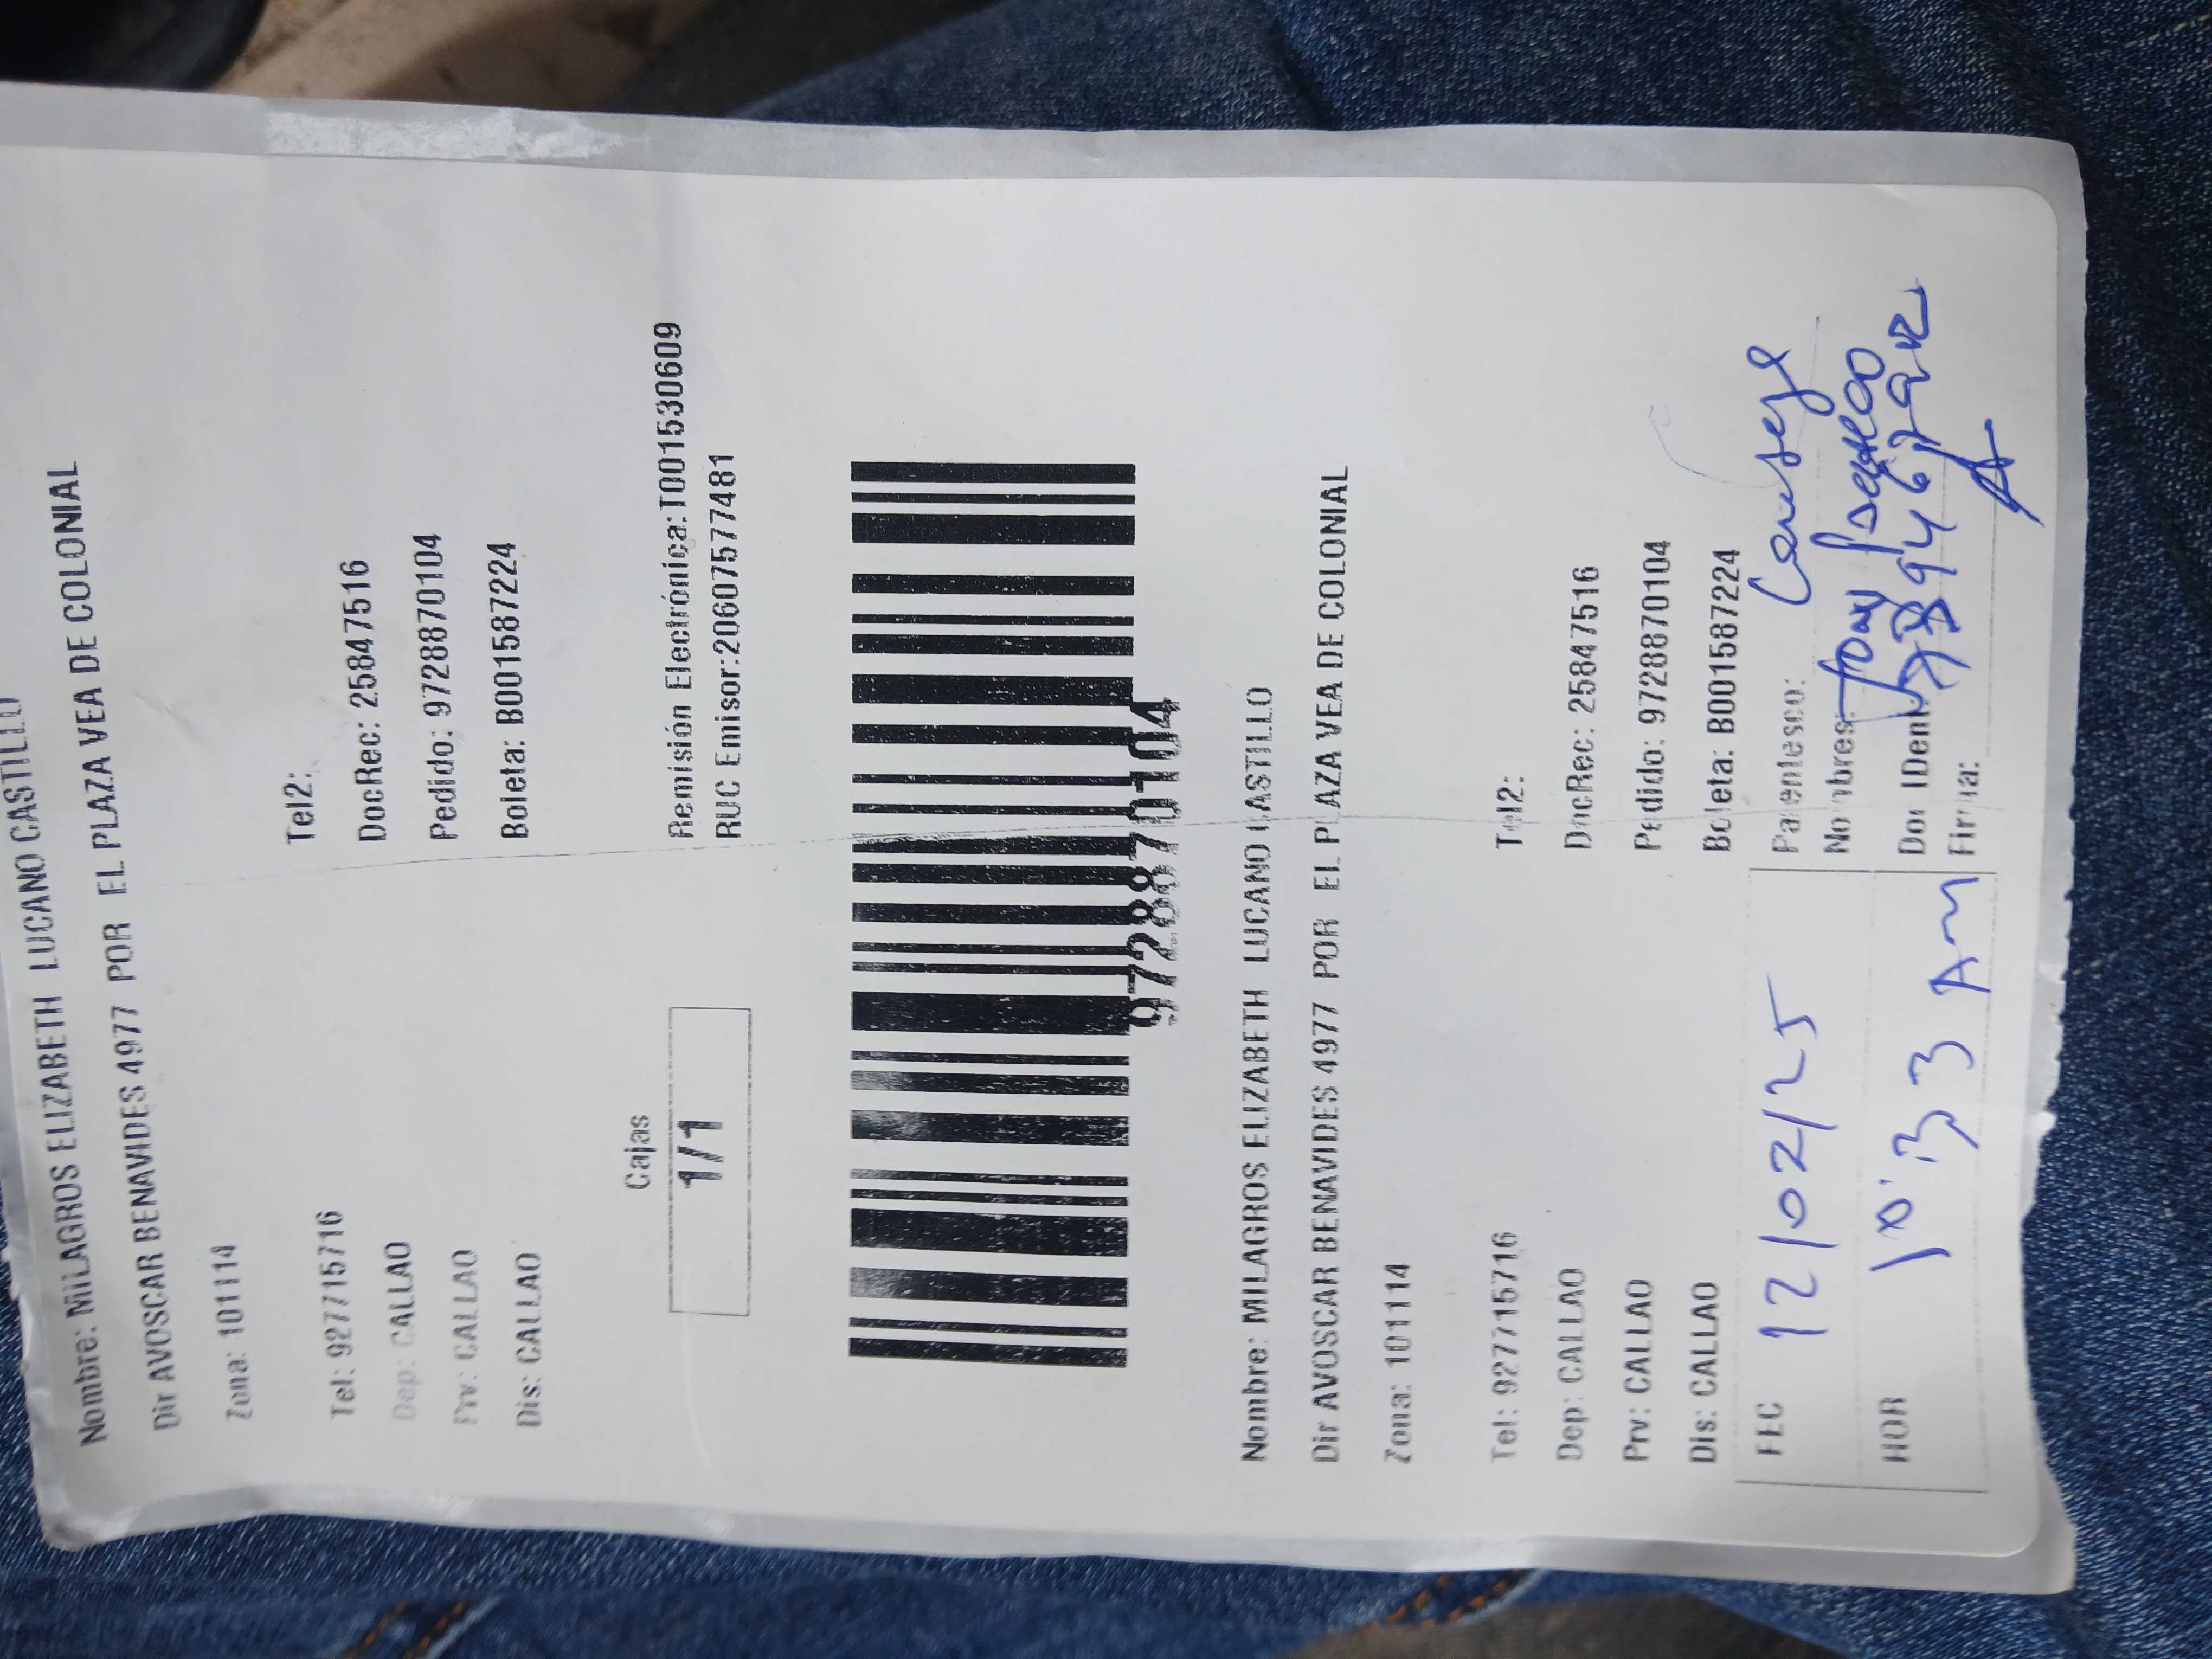 Nombre: MILAGROS ELIZABETH LUCANO CASTILLO
Dir AVOSCAR BENAVIDES 4977 POR EL PLAZA VEA DE COLONIAL
Zona: 101114
Tel: 927715716 Tel2:
Dep: CALLAO DocRec: 25847516
Prv: CALLAO Pedido: 9728870104
Dis: CALLAO Boleta: B001587224
Cajas
1/1
Remisión Electrónica:T001530609
RUC Emisor:20607577481
9728870104
Nombre: MILAGROS ELIZABETH LUCANO CASTILLO
Dir AVOSCAR BENAVIDES 4977 POR EL PLAZA VEA DE COLONIAL
Zona: 101114
Tel: 927715716 Tel2:
Dep: CALLAO DocRec: 25847516
Prv: CALLAO Pedido: 9728870104
Dis: CALLAO Boleta: B001587224
FEC 12/02/25 Parentesco:
Nombres:
HOR 10:33 AM Doc IDent
Firma: